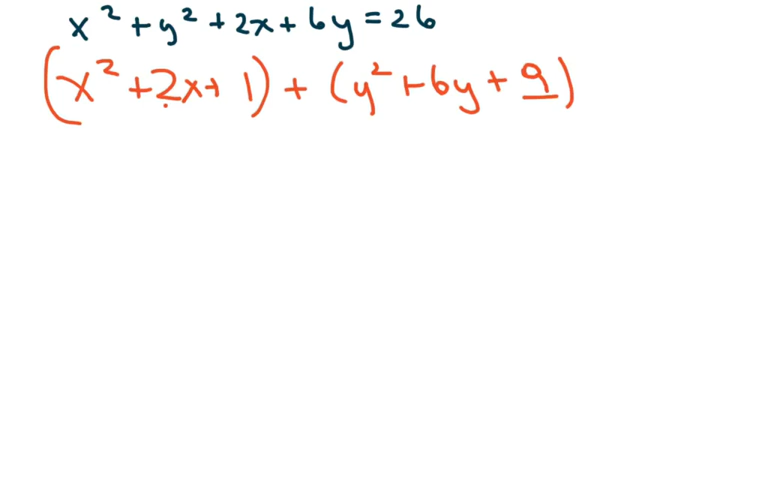 x² + y² + 2x + 6y = 26
(x² + 2x + 1) + (y² + 6y + 9)